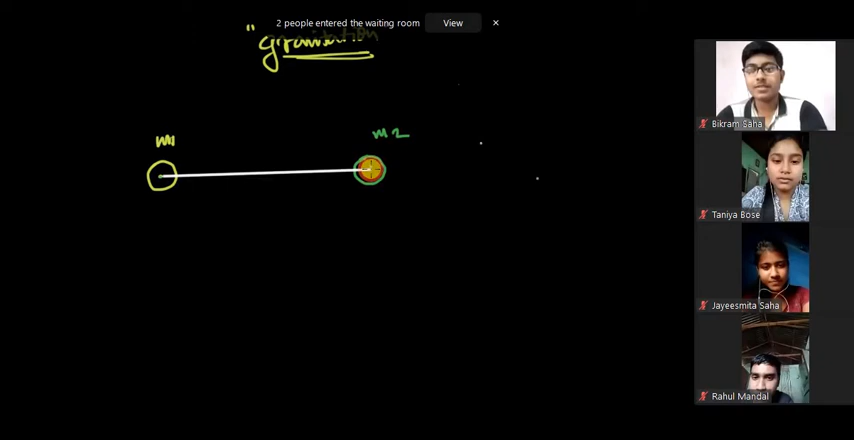 2 people entered the waiting room View ×
"gravitation
m1
m2
Bikram Saha
Taniya Bose
Jayeesmita Saha
Rahul Mandal